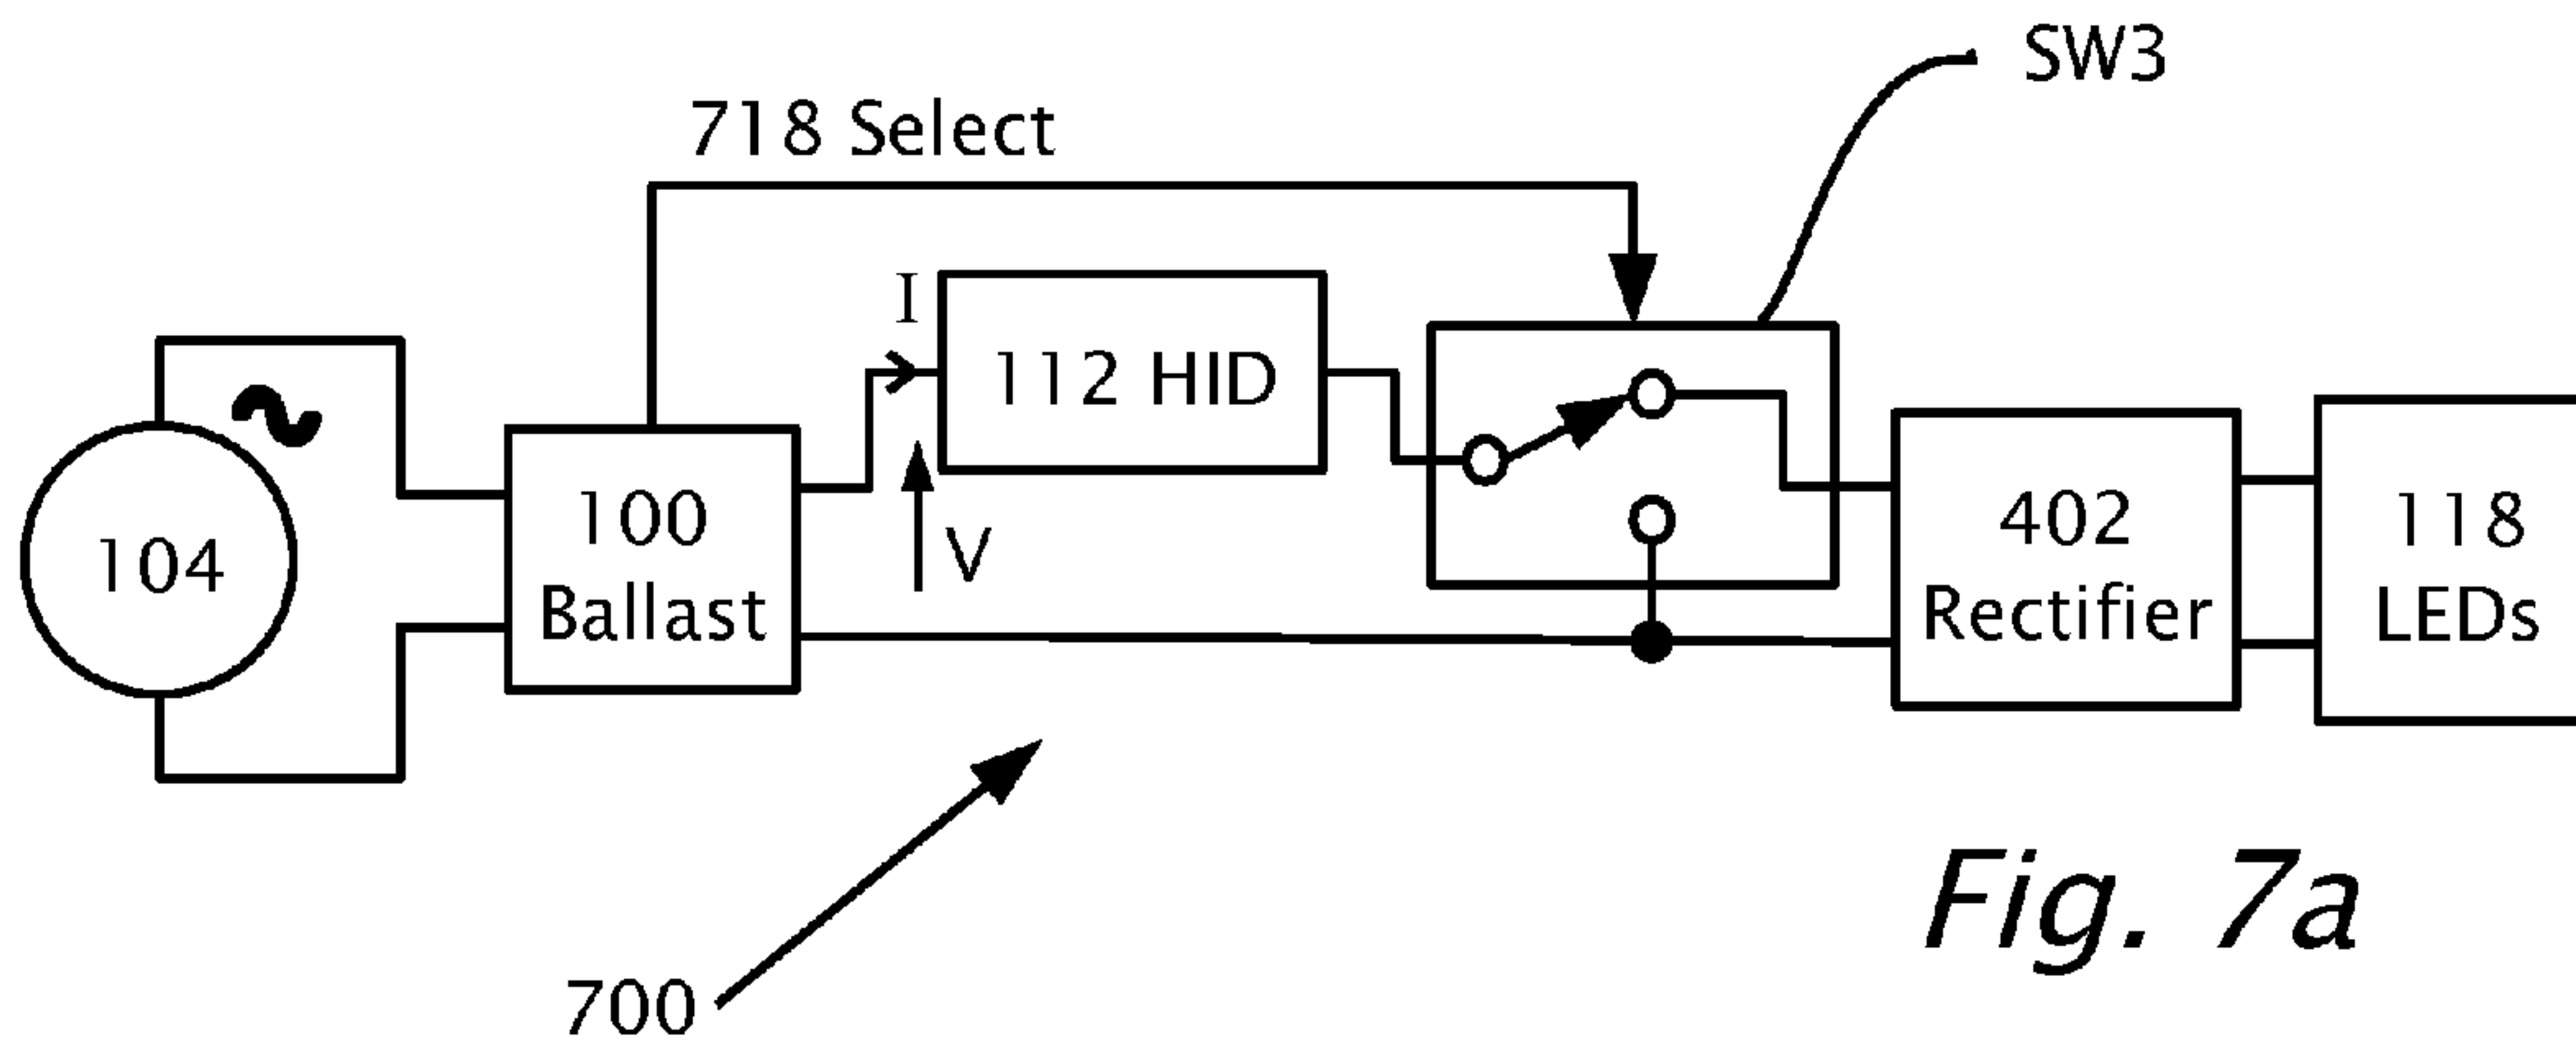 SW3
718 Select
I
112 HID
104
100
Ballast
V
402
Rectifier
118
LEDs
700
Fig. 7a